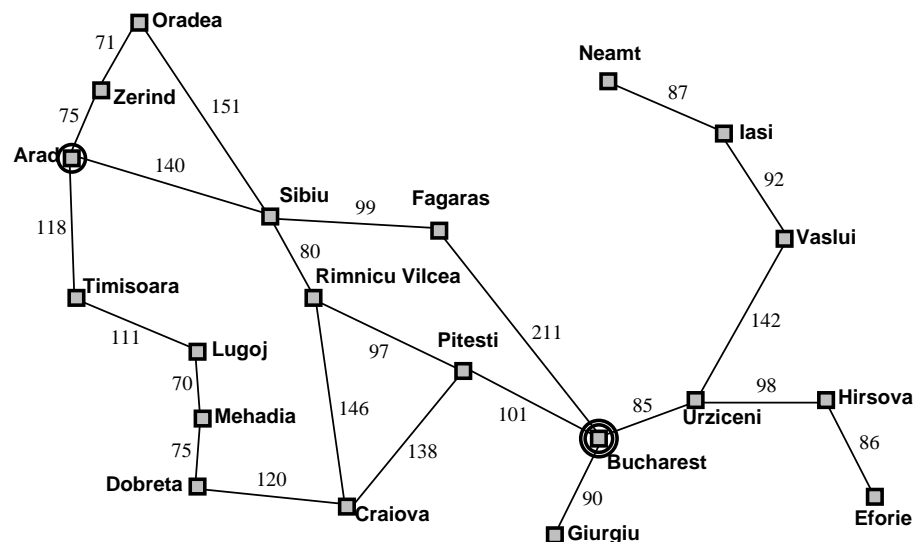 Oradea
71
Neamt
Zerind
87
75
151
Iasi
Arad
140
92
Sibiu
Fagaras
99
118
Vaslui
80
Rimnicu Vilcea
Timisoara
142
111
211
Lugoj
97
Pitesti
70
98
Hirsova
146
101
85
Urziceni
Mehadia
138
86
75
Bucharest
120
90
Dobreta
Craiova
Eforie
Giurgiu